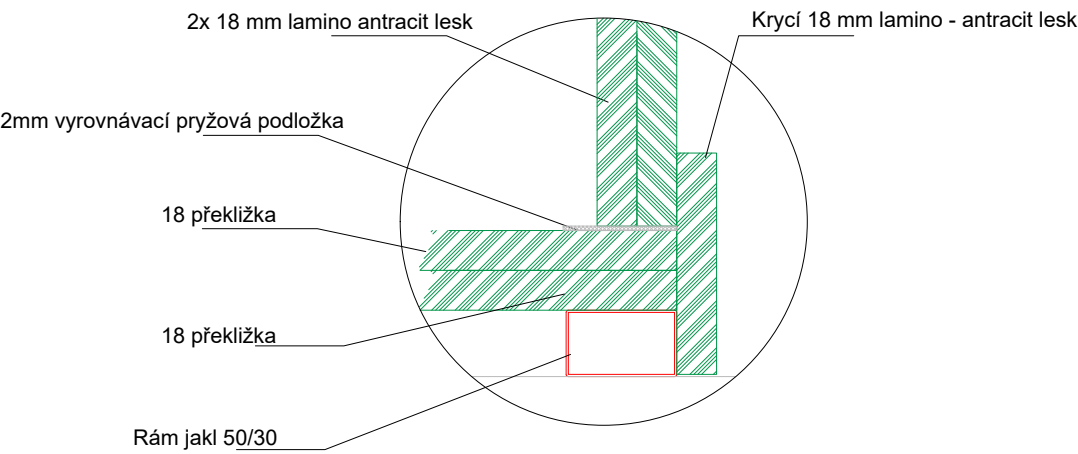 2x 18 mm lamino antracit lesk
Krycí 18 mm lamino - antracit lesk
2mm vyrovnávací pryžová podložka
18 překližka
18 překližka
Rám jakl 50/30